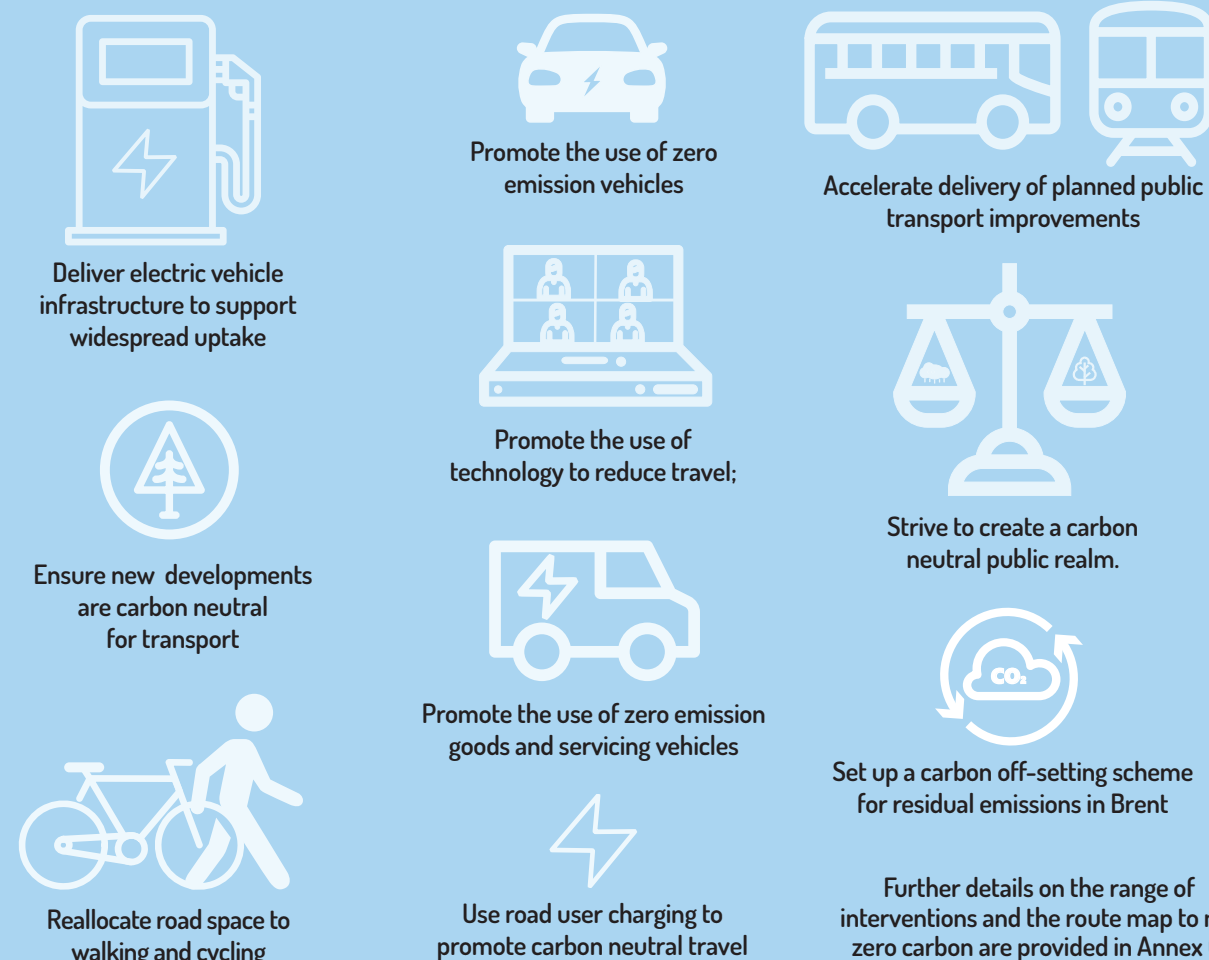 Deliver electric vehicle
infrastructure to support
widespread uptake
Ensure new  developments
are carbon neutral
for transport
Reallocate road space to
walking and cycling
Promote the use of zero
emission vehicles
Promote the use of
technology to reduce travel;
Promote the use of zero emission
goods and servicing vehicles
Use road user charging to
promote carbon neutral travel
Accelerate delivery of planned public
transport improvements
Strive to create a carbon
neutral public realm.
CO₂
Set up a carbon off-setting scheme
for residual emissions in Brent
Further details on the range of
interventions and the route map to
zero carbon are provided in Annex